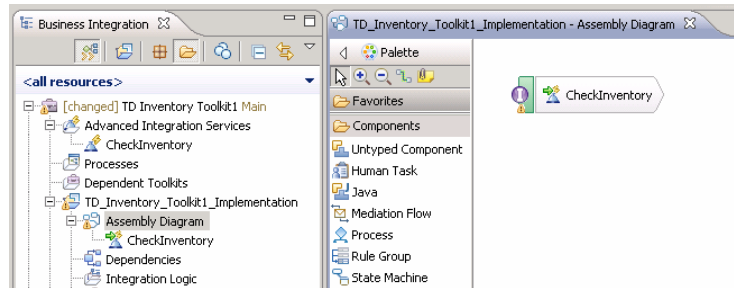 Business Integration
<all resources>
[changed] TD Inventory Toolkit1 Main
Advanced Integration Services
CheckInventory
Processes
Dependent Toolkits
TD_Inventory_Toolkit1_Implementation
Assembly Diagram
CheckInventory
Dependencies
Integration Logic
TD_Inventory_Toolkit1_Implementation - Assembly Diagram
Palette
Favorites
Components
Untyped Component
Human Task
Java
Mediation Flow
Process
Rule Group
State Machine
CheckInventory